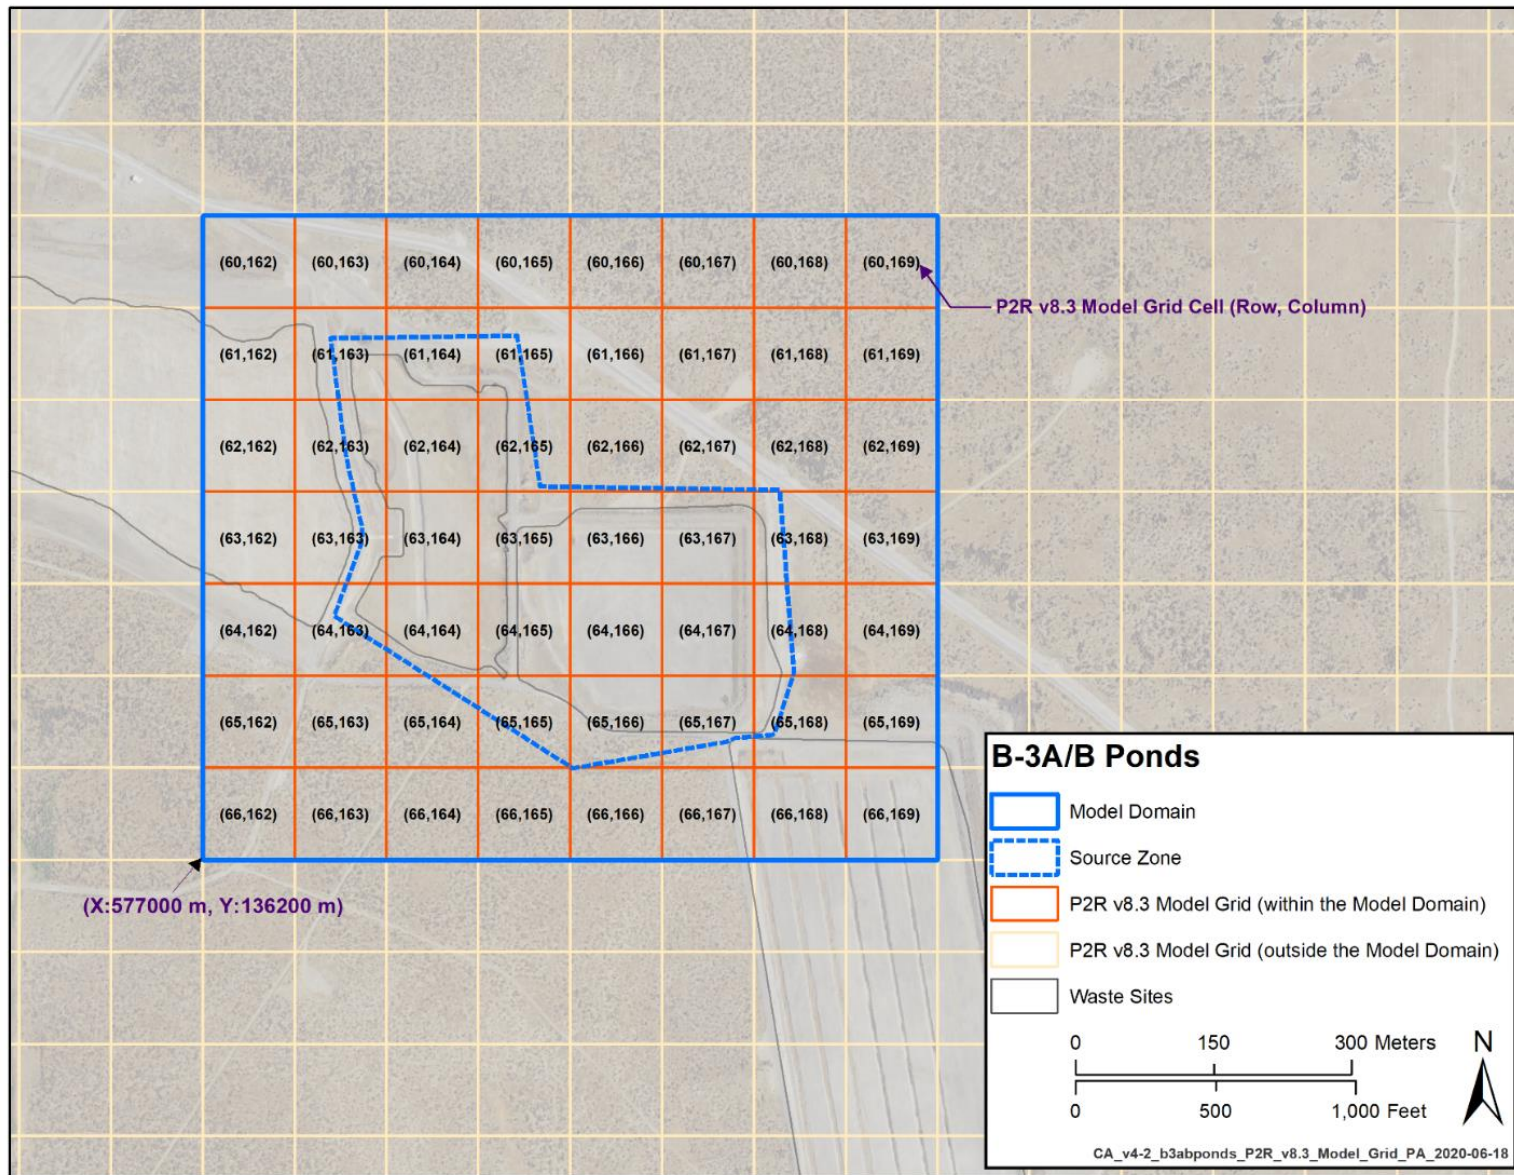 (60,162) (60,163) (60,164) (60,165) (60,166) (60,167) (60,168) (60,169)
P2R v8.3 Model Grid Cell (Row, Column)
(61,162) (61,163) (61,164) (61,165) (61,166) (61,167) (61,168) (61,169)
(62,162) (62,163) (62,164) (62,165) (62,166) (62,167) (62,168) (62,169)
(63,162) (63,163) (63,164) (63,165) (63,166) (63,167) (63,168) (63,169)
(64,162) (64,163) (64,164) (64,165) (64,166) (64,167) (64,168) (64,169)
(65,162) (65,163) (65,164) (65,165) (65,166) (65,167) (65,168) (65,169)
(66,162) (66,163) (66,164) (66,165) (66,166) (66,167) (66,168) (66,169)
(X:577000 m, Y:136200 m)
B-3A/B Ponds
Model Domain
Source Zone
P2R v8.3 Model Grid (within the Model Domain)
P2R v8.3 Model Grid (outside the Model Domain)
Waste Sites
0 150 300 Meters
N
0 500 1,000 Feet
CA_v4-2_b3abponds_P2R_v8.3_Model_Grid_PA_2020-06-18